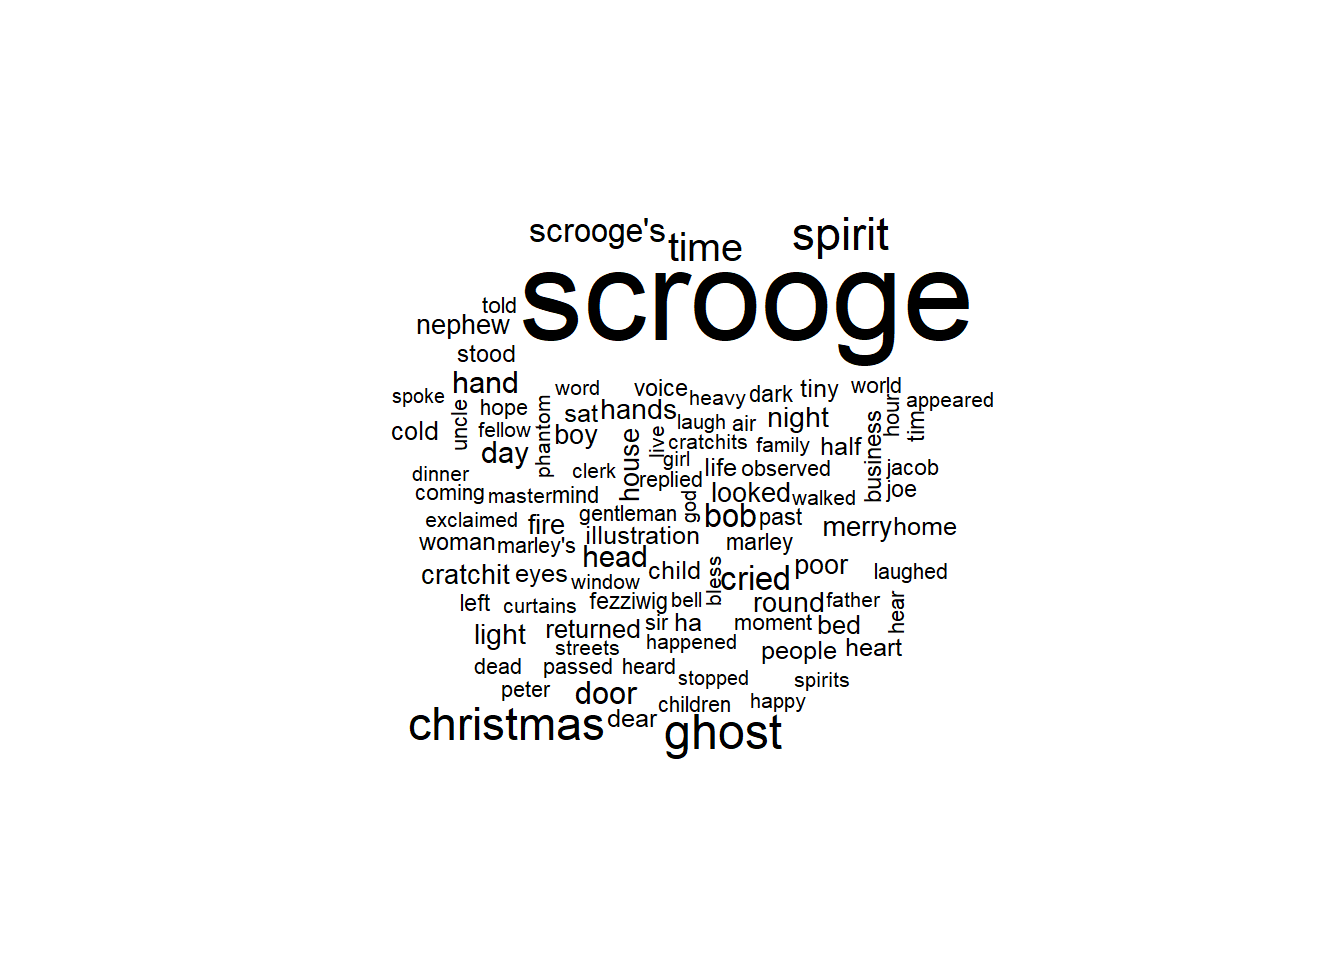 scrooge's time spirit
scrooge
told
nephew
stood
hand word voice heavy dark tiny world appeared
spoke uncle hope phantom sat hands laugh air night business hour tim
cold fellow boy house live cratchits family half
day girl
dinner clerk replied life observed jacob
coming master mind god looked walked joe
exclaimed fire gentleman bob past merry home
woman marley's illustration marley
head
cratchit eyes window child bless cried poor laughed
left curtains fezziwig bell round father hear
light returned sir ha moment bed
streets happened people heart
dead passed heard stopped spirits
peter door children happy
christmas dear ghost